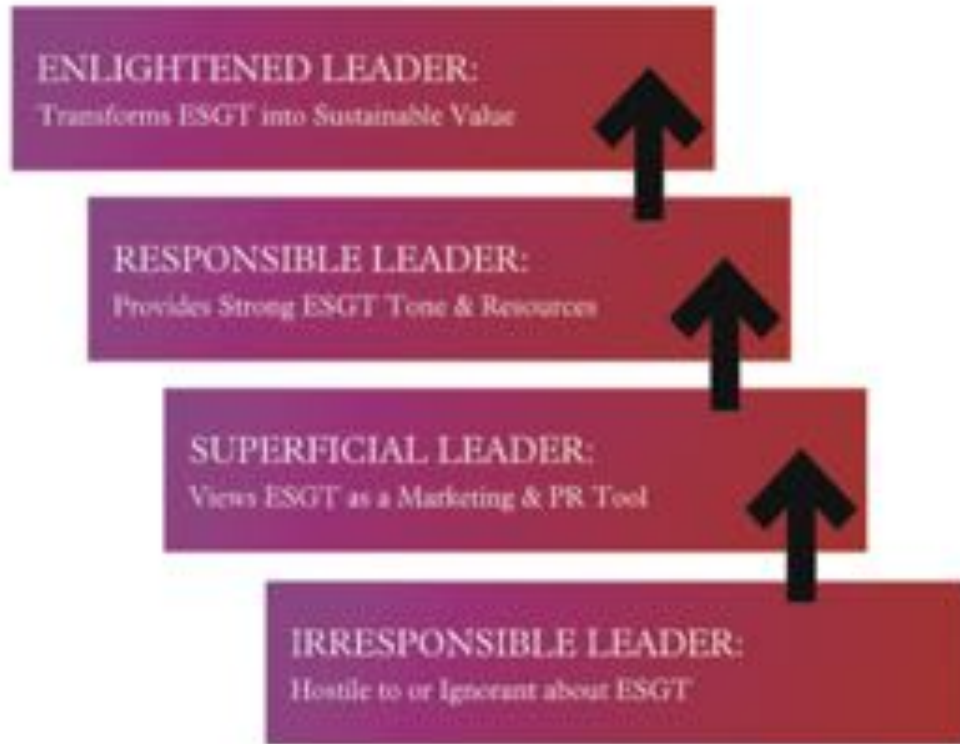 ENLIGHTENED LEADER:
Transforms ESGT into Sustainable Value
RESPONSIBLE LEADER:
Provides Strong ESGT Tone & Resources
SUPERFICIAL LEADER:
Views ESGT as a Marketing & PR Tool
IRRESPONSIBLE LEADER:
Hostile to or Ignorant about ESGT